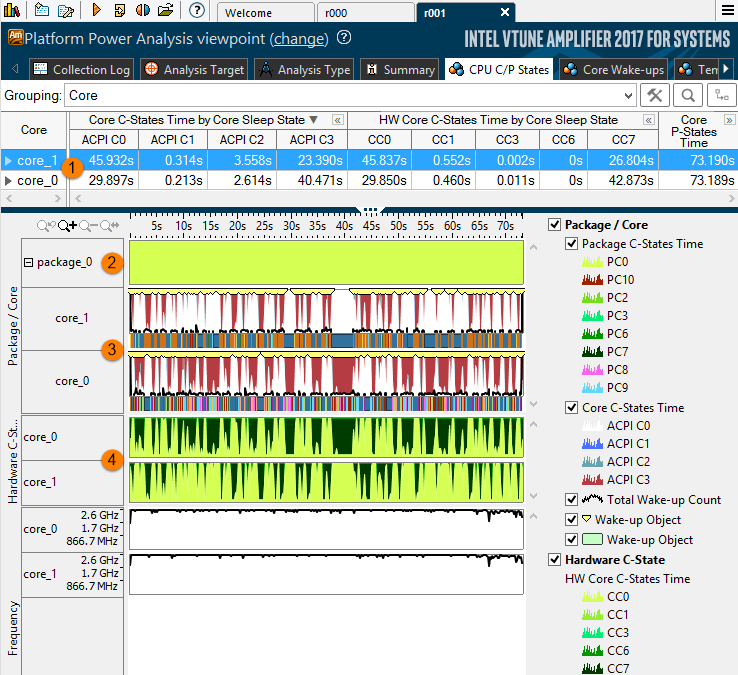 Welcome
r000
r001
Am Platform Power Analysis viewpoint (change) ?
INTEL VTUNE AMPLIFIER 2017 FOR SYSTEMS
Collection Log
Analysis Target
Analysis Type
Summary
CPU C/P States
Core Wake-ups
Ten
Grouping: Core
Core
Core C-States Time by Core Sleep State
HW Core C-States Time by Core Sleep State
Core P-States Time
ACPI C0 ACPI C1 ACPI C2 ACPI C3 CC0 CC1 CC3 CC6 CC7
core_1 45.932s 0.314s 3.558s 23.390s 45.837s 0.552s 0.002s 0s 26.804s 73.190s
1
core_0 29.897s 0.213s 2.614s 40.471s 29.850s 0.460s 0.011s 0s 42.873s 73.189s
5s 10s 15s 20s 25s 30s 35s 40s 45s 50s 55s 60s 65s 70s
Package / Core
package_0
2
core_1
3
core_0
Hardware C-St...
core_0
4
core_1
Frequency
core_0
2.6 GHz
1.7 GHz
866.7 MHz
core_1
2.6 GHz
1.7 GHz
866.7 MHz
Package / Core
Package C-States Time
PC0
PC10
PC2
PC3
PC6
PC7
PC8
PC9
Core C-States Time
ACPI C0
ACPI C1
ACPI C2
ACPI C3
Total Wake-up Count
Wake-up Object
Wake-up Object
Hardware C-State
HW Core C-States Time
CC0
CC1
CC3
CC6
CC7